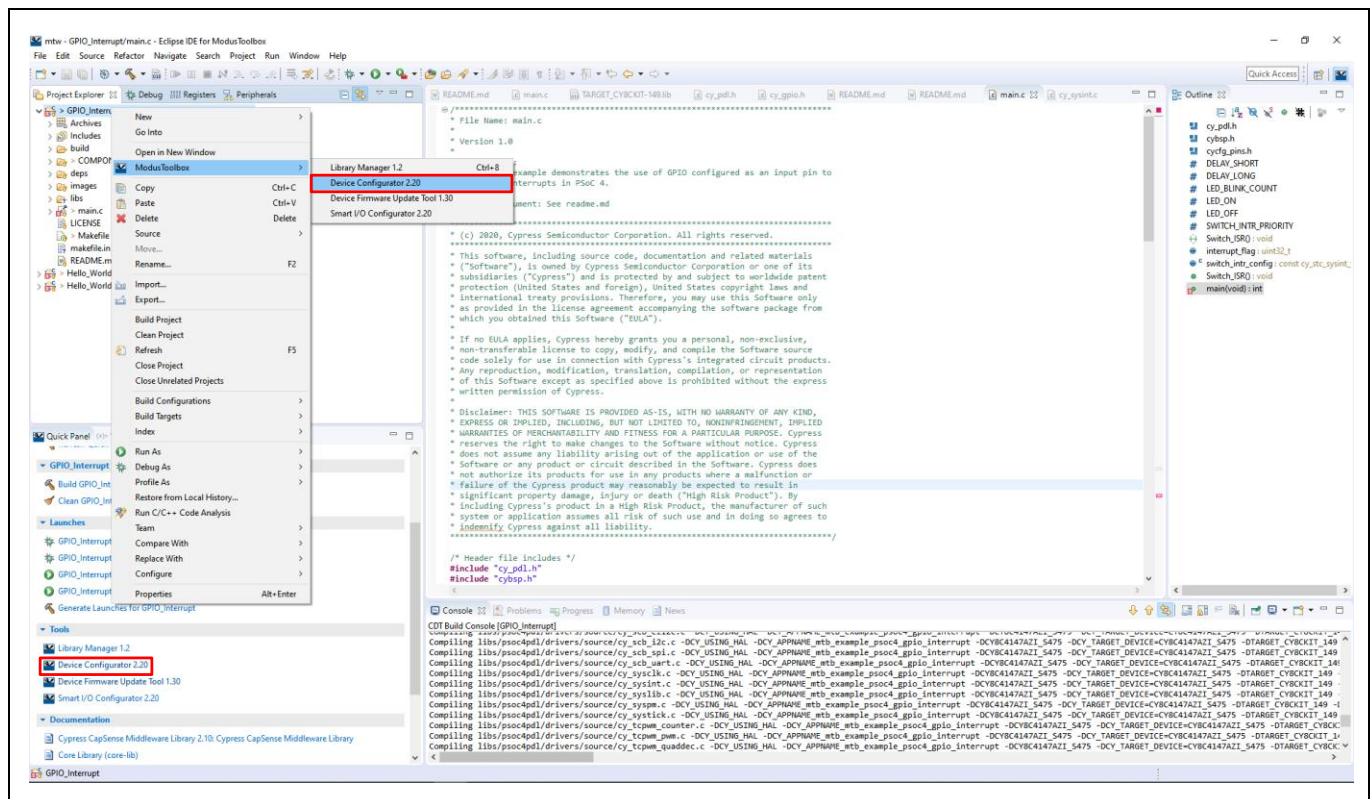 mtw - GPIO_Interrupt/main.c - Eclipse IDE for ModusToolbox
File Edit Source Refactor Navigate Search Project Run Window Help
Quick Access
Project Explorer Debug Registers Peripherals
> GPIO_Interru
> Archives
> Includes
> build
> > COMPO
> deps
> images
> libs
> > main.c
LICENSE
> Makefile
makefile.in
README.m
> > Hello_World
> > Hello_World
New >
Go Into
Open in New Window
ModusToolbox >
Copy Ctrl+C
Paste Ctrl+V
Delete Delete
Source >
Move...
Rename... F2
Import...
Export...
Build Project
Clean Project
Refresh F5
Close Project
Close Unrelated Projects
Build Configurations >
Build Targets >
Index >
Run As >
Debug As >
Profile As >
Restore from Local History...
Run C/C++ Code Analysis
Team >
Compare With >
Replace With >
Configure >
Properties Alt+Enter
Library Manager 1.2 Ctrl+8
Device Configurator 2.20
Device Firmware Update Tool 1.30
Smart I/O Configurator 2.20
Quick Panel
GPIO_Interrupt
Build GPIO_Int
Clean GPIO_Int
Launches
GPIO_Interrupt
GPIO_Interrupt
GPIO_Interrupt
GPIO_Interrupt
Generate Launches for GPIO_Interrupt
Tools
Library Manager 1.2
Device Configurator 2.20
Device Firmware Update Tool 1.30
Smart I/O Configurator 2.20
Documentation
Cypress CapSense Middleware Library 2.10: Cypress CapSense Middleware Library
Core Library (core-lib)
GPIO_Interrupt
README.md main.c TARGET_CY8CKIT-149.lib cy_pdl.h cy_gpio.h README.md README.md main.c cy_sysint.c
* File Name: main.c
*
* Version 1.0
*
example demonstrates the use of GPIO configured as an input pin to
nterrupts in PSoC 4.
ument: See readme.md
* (c) 2020, Cypress Semiconductor Corporation. All rights reserved.
* This software, including source code, documentation and related materials
* ("Software"), is owned by Cypress Semiconductor Corporation or one of its
* subsidiaries ("Cypress") and is protected by and subject to worldwide patent
* protection (United States and foreign), United States copyright laws and
* international treaty provisions. Therefore, you may use this Software only
* as provided in the license agreement accompanying the software package from
* which you obtained this Software ("EULA").
*
* If no EULA applies, Cypress hereby grants you a personal, non-exclusive,
* non-transferable license to copy, modify, and compile the Software source
* code solely for use in connection with Cypress's integrated circuit products.
* Any reproduction, modification, translation, compilation, or representation
* of this Software except as specified above is prohibited without the express
* written permission of Cypress.
*
* Disclaimer: THIS SOFTWARE IS PROVIDED AS-IS, WITH NO WARRANTY OF ANY KIND,
* EXPRESS OR IMPLIED, INCLUDING, BUT NOT LIMITED TO, NONINFRINGEMENT, IMPLIED
* WARRANTIES OF MERCHANTABILITY AND FITNESS FOR A PARTICULAR PURPOSE. Cypress
* reserves the right to make changes to the Software without notice. Cypress
* does not assume any liability arising out of the application or use of the
* Software or any product or circuit described in the Software. Cypress does
* not authorize its products for use in any products where a malfunction or
* failure of the Cypress product may reasonably be expected to result in
* significant property damage, injury or death ("High Risk Product"). By
* including Cypress's product in a High Risk Product, the manufacturer of such
* system or application assumes all risk of such use and in doing so agrees to
* indemnify Cypress against all liability.
/* Header file includes */
#include "cy_pdl.h"
#include "cybsp.h"
Outline
cy_pdl.h
cybsp.h
cycfg_pins.h
DELAY_SHORT
DELAY_LONG
LED_BLINK_COUNT
LED_ON
LED_OFF
SWITCH_INTR_PRIORITY
Switch_ISR() : void
interrupt_flag : uint32_t
switch_intr_config : const cy_stc_sysint_
Switch_ISR() : void
main(void) : int
Console Problems Progress Memory News
CDT Build Console [GPIO_Interrupt]
Compiling libs/psoc4pdl/drivers/source/cy_scb_i2c.c -DCY_USING_HAL -DCY_APPNAME_mtb_example_psoc4_gpio_interrupt -DCY8C4147AZI_S475 -DCY_TARGET_DEVICE=CY8C4147AZI_S475 -DTARGET_CY8CKIT_149
Compiling libs/psoc4pdl/drivers/source/cy_scb_spi.c -DCY_USING_HAL -DCY_APPNAME_mtb_example_psoc4_gpio_interrupt -DCY8C4147AZI_S475 -DCY_TARGET_DEVICE=CY8C4147AZI_S475 -DTARGET_CY8CKIT_149
Compiling libs/psoc4pdl/drivers/source/cy_scb_uart.c -DCY_USING_HAL -DCY_APPNAME_mtb_example_psoc4_gpio_interrupt -DCY8C4147AZI_S475 -DCY_TARGET_DEVICE=CY8C4147AZI_S475 -DTARGET_CY8CKIT_149
Compiling libs/psoc4pdl/drivers/source/cy_sysclk.c -DCY_USING_HAL -DCY_APPNAME_mtb_example_psoc4_gpio_interrupt -DCY8C4147AZI_S475 -DCY_TARGET_DEVICE=CY8C4147AZI_S475 -DTARGET_CY8CKIT_149
Compiling libs/psoc4pdl/drivers/source/cy_sysint.c -DCY_USING_HAL -DCY_APPNAME_mtb_example_psoc4_gpio_interrupt -DCY8C4147AZI_S475 -DCY_TARGET_DEVICE=CY8C4147AZI_S475 -DTARGET_CY8CKIT_149
Compiling libs/psoc4pdl/drivers/source/cy_syslib.c -DCY_USING_HAL -DCY_APPNAME_mtb_example_psoc4_gpio_interrupt -DCY8C4147AZI_S475 -DCY_TARGET_DEVICE=CY8C4147AZI_S475 -DTARGET_CY8CKIT_149
Compiling libs/psoc4pdl/drivers/source/cy_syspm.c -DCY_USING_HAL -DCY_APPNAME_mtb_example_psoc4_gpio_interrupt -DCY8C4147AZI_S475 -DCY_TARGET_DEVICE=CY8C4147AZI_S475 -DTARGET_CY8CKIT_149
Compiling libs/psoc4pdl/drivers/source/cy_systick.c -DCY_USING_HAL -DCY_APPNAME_mtb_example_psoc4_gpio_interrupt -DCY8C4147AZI_S475 -DCY_TARGET_DEVICE=CY8C4147AZI_S475 -DTARGET_CY8CKIT_149
Compiling libs/psoc4pdl/drivers/source/cy_tcpwm_counter.c -DCY_USING_HAL -DCY_APPNAME_mtb_example_psoc4_gpio_interrupt -DCY8C4147AZI_S475 -DCY_TARGET_DEVICE=CY8C4147AZI_S475 -DTARGET_CY8C
Compiling libs/psoc4pdl/drivers/source/cy_tcpwm_pwm.c -DCY_USING_HAL -DCY_APPNAME_mtb_example_psoc4_gpio_interrupt -DCY8C4147AZI_S475 -DCY_TARGET_DEVICE=CY8C4147AZI_S475 -DTARGET_CY8CKIT_1
Compiling libs/psoc4pdl/drivers/source/cy_tcpwm_quaddec.c -DCY_USING_HAL -DCY_APPNAME_mtb_example_psoc4_gpio_interrupt -DCY8C4147AZI_S475 -DCY_TARGET_DEVICE=CY8C4147AZI_S475 -DTARGET_CY8CK